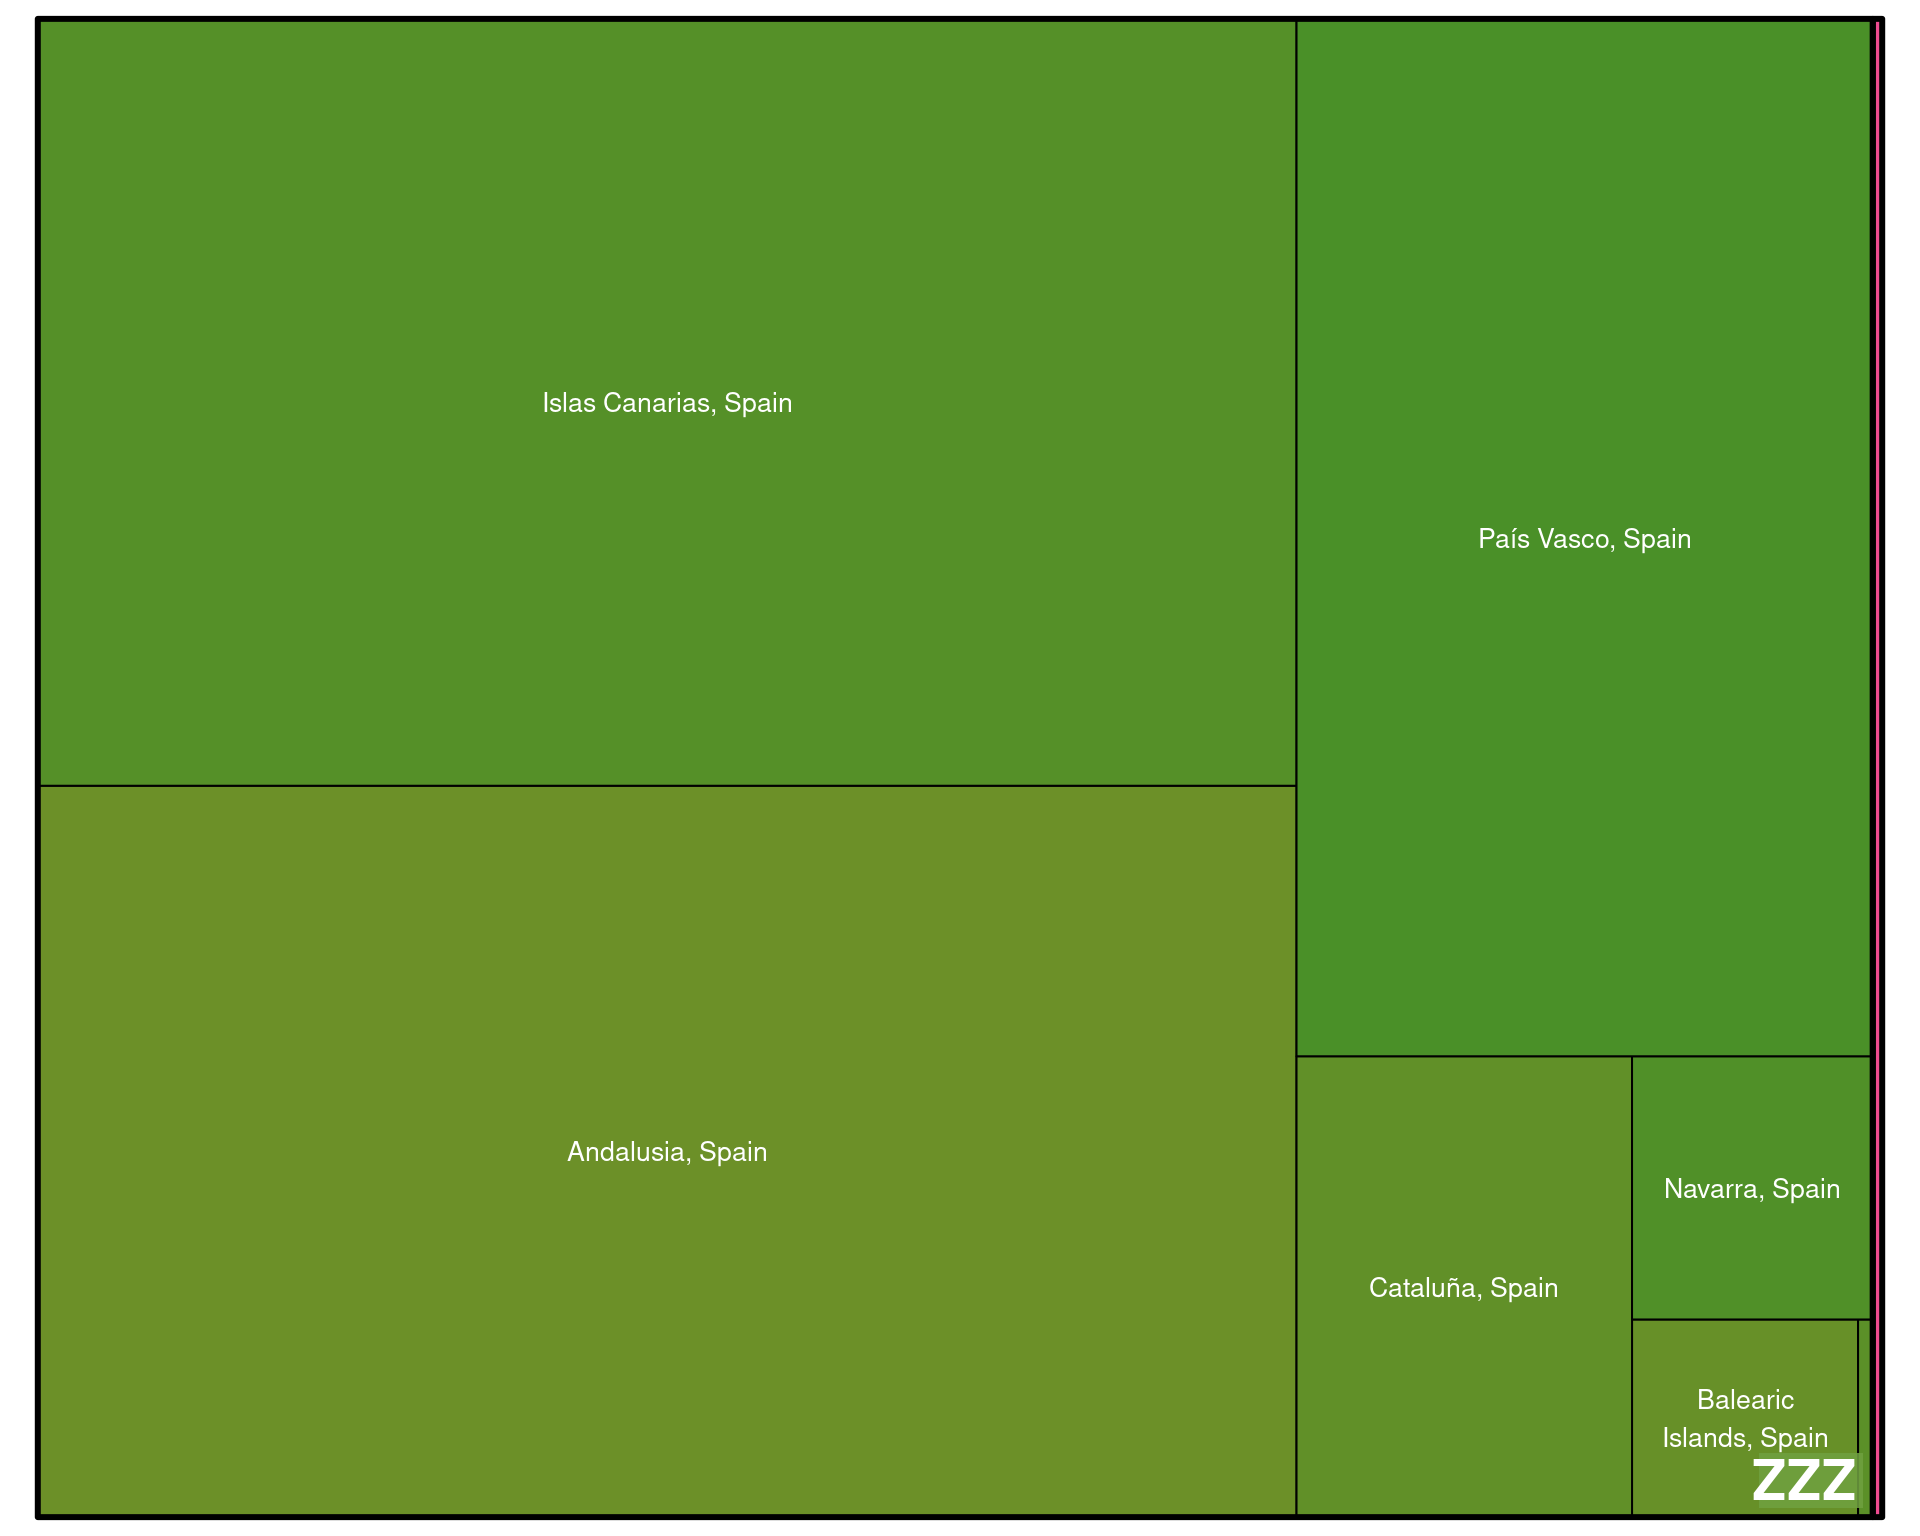 Islas Canarias, Spain
País Vasco, Spain
Andalusia, Spain
Navarra, Spain
Cataluña, Spain
Balearic
Islands, Spain
ZZZ